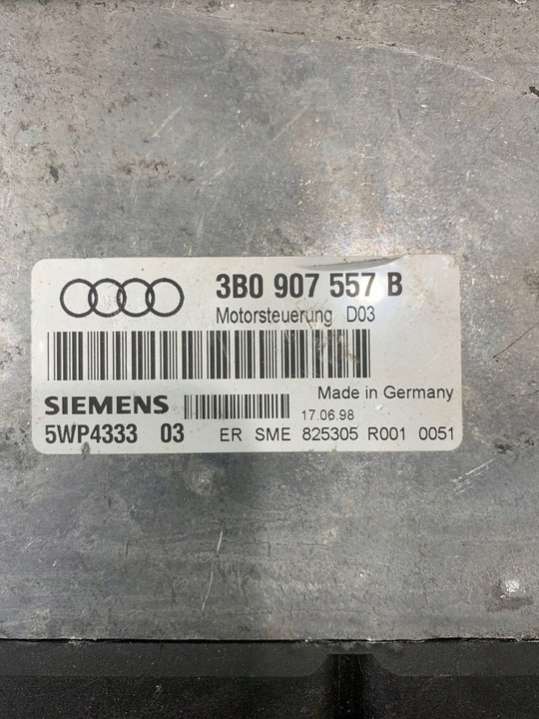 3B0 907 557 B
Motorsteuerung D03
Made in Germany
SIEMENS 17.06.98
5WP4333 03 ER SME 825305 R001 0051